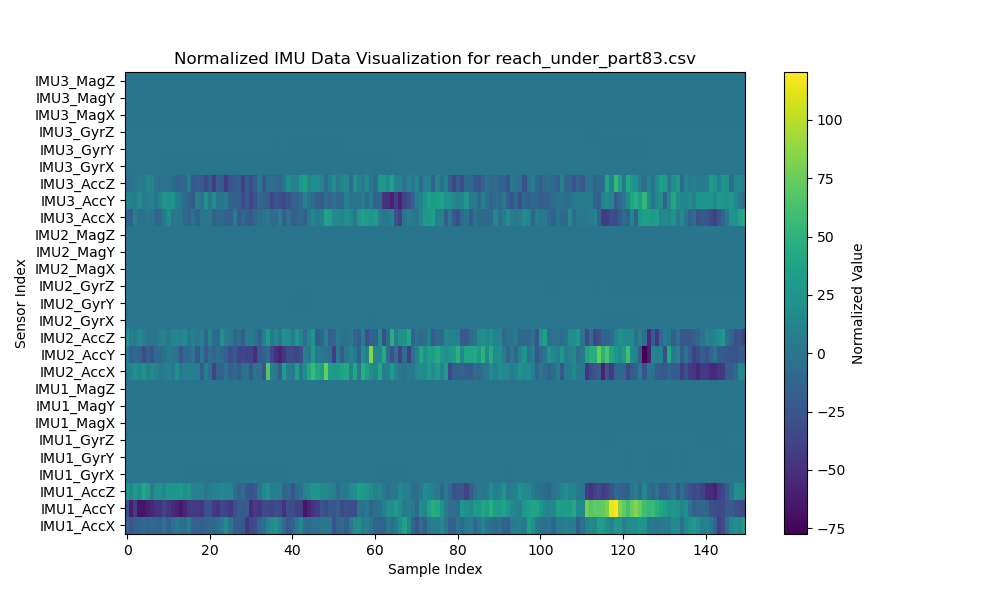 Normalized IMU Data Visualization for reach_under_part83.csv
Sensor Index
IMU3_MagZ
IMU3_MagY
IMU3_MagX
IMU3_GyrZ
IMU3_GyrY
IMU3_GyrX
IMU3_AccZ
IMU3_AccY
IMU3_AccX
IMU2_MagZ
IMU2_MagY
IMU2_MagX
IMU2_GyrZ
IMU2_GyrY
IMU2_GyrX
IMU2_AccZ
IMU2_AccY
IMU2_AccX
IMU1_MagZ
IMU1_MagY
IMU1_MagX
IMU1_GyrZ
IMU1_GyrY
IMU1_GyrX
IMU1_AccZ
IMU1_AccY
IMU1_AccX
0 20 40 60 80 100 120 140
Sample Index
100
75
50
25
0
−25
−50
−75
Normalized Value